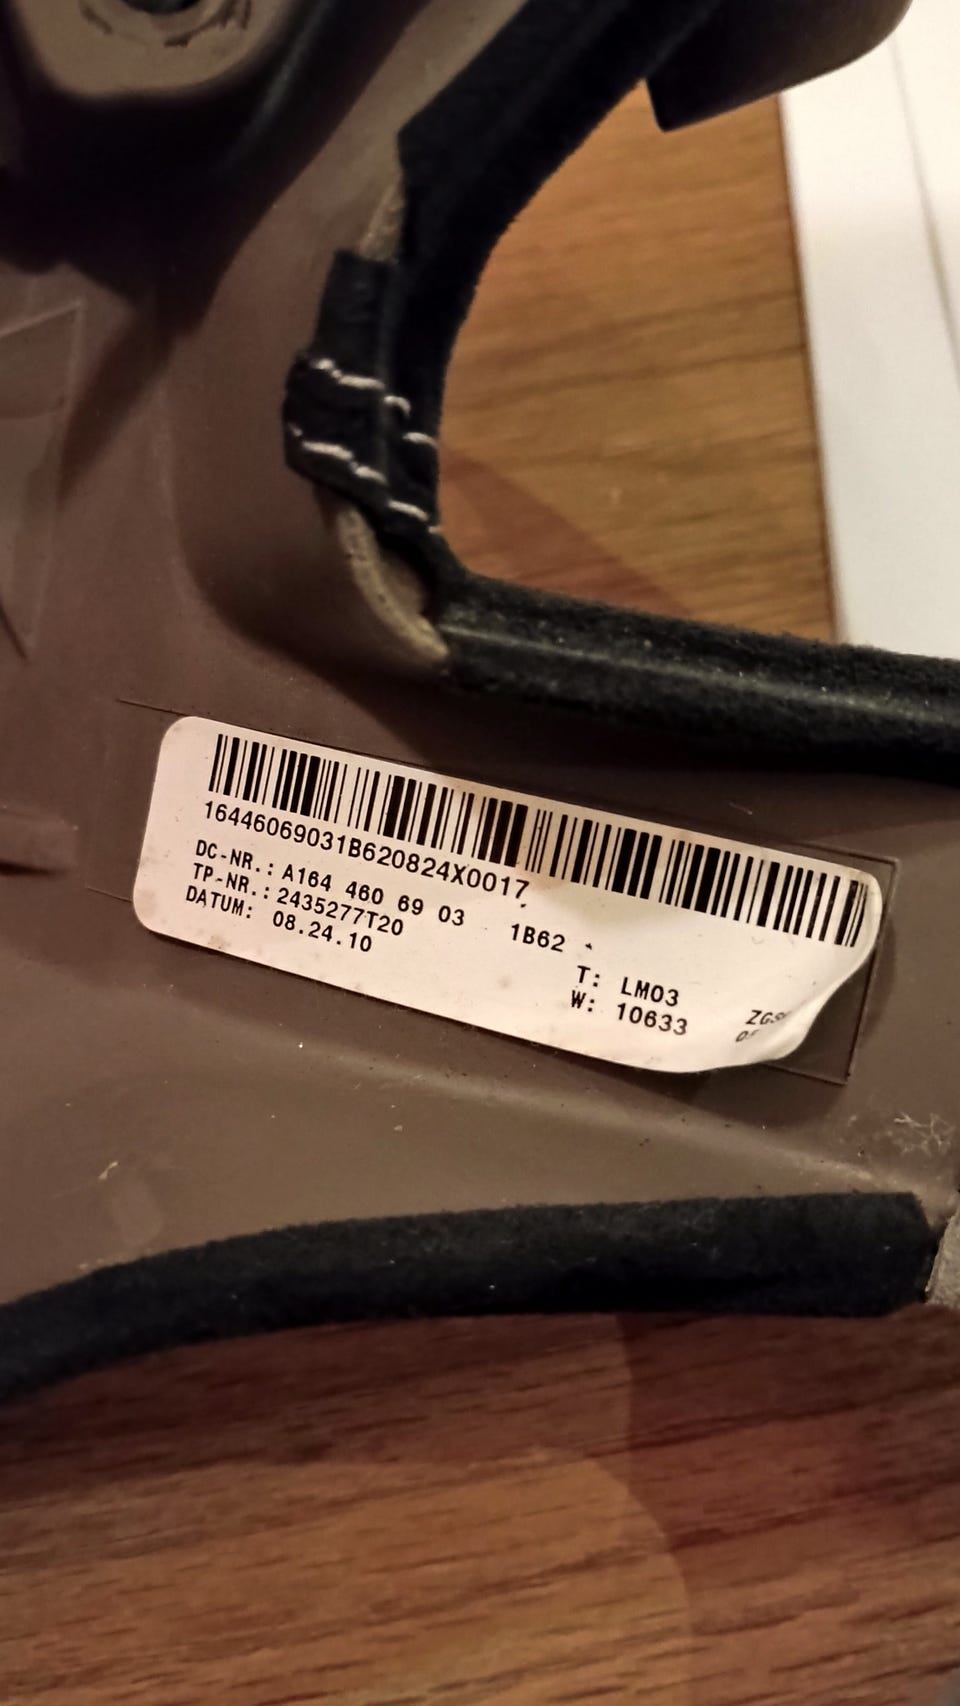 16446069031B620824X0017
DC-NR.: A164 460 69 03 1B62
TP-NR.: 2435277T20
DATUM: 08.24.10
T: LM03
W: 10633